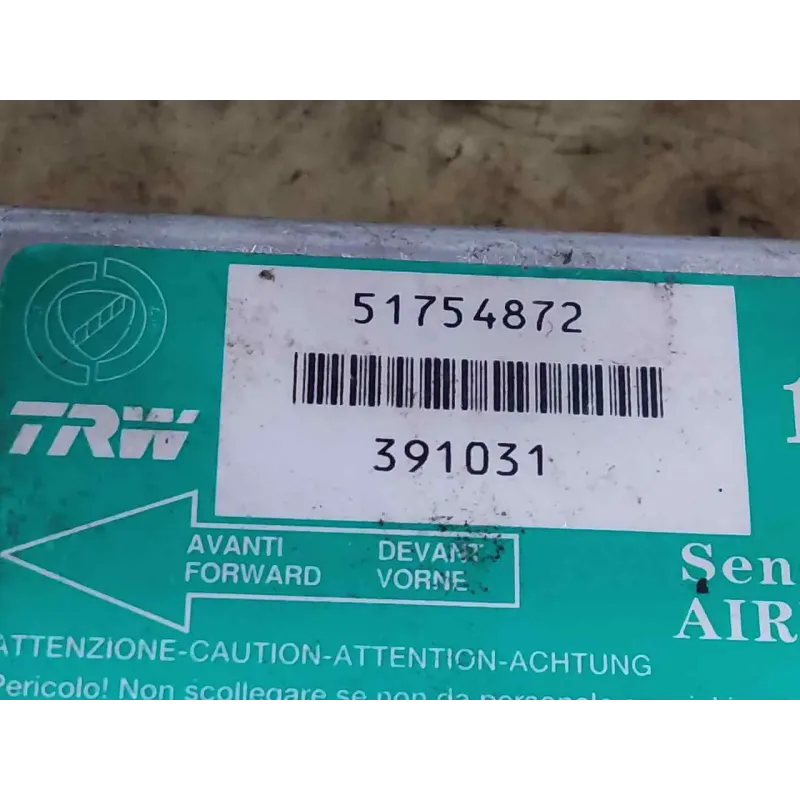 51754872
391031
TRW
AVANTI DEVANT
FORWARD VORNE
Sen
AIR
ATTENZIONE-CAUTION-ATTENTION-ACHTUNG
Pericolo! Non scollegare se non da personale